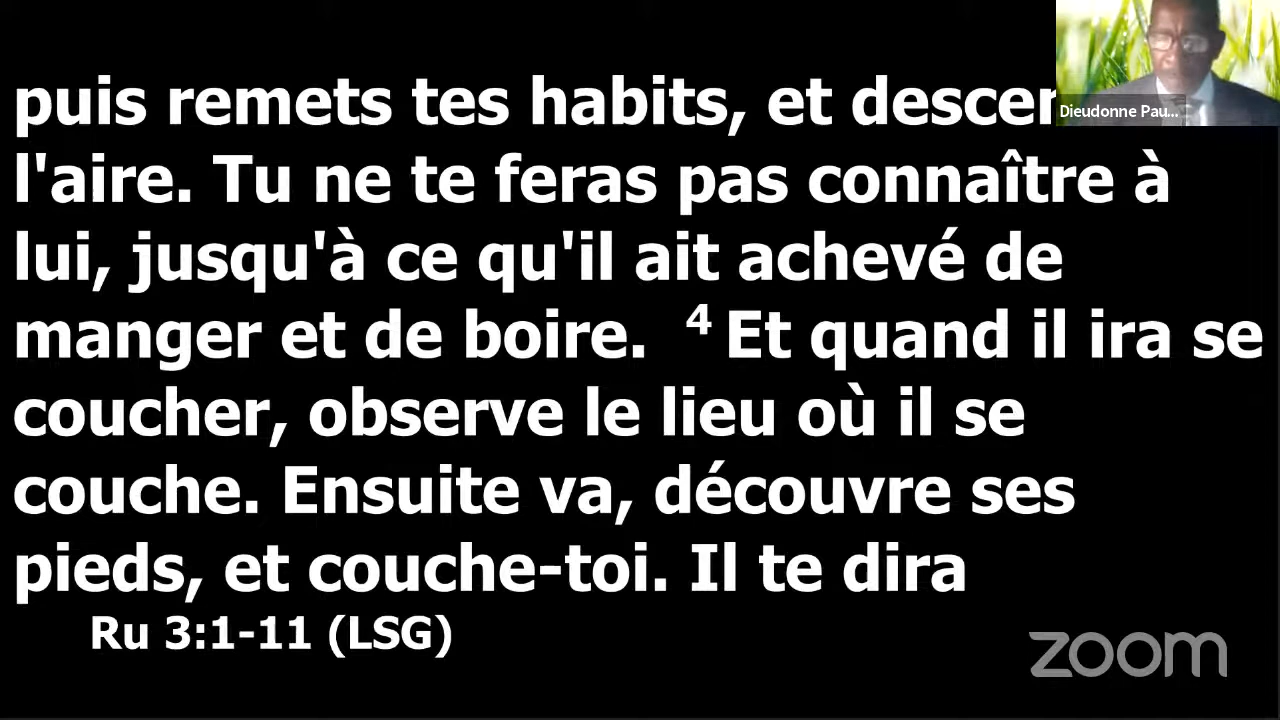 puis remets tes habits, et
l'aire. Tu ne te feras pas connaître à
lui, jusqu'à ce qu'il ait achevé de
manger et de boire. 4 Et quand il ira se
coucher, observe le lieu où il se
couche. Ensuite va, découvre ses
pieds, et couche-toi. Il te dira
Ru 3:1-11 (LSG)
Dieudonne Pau...
zoom